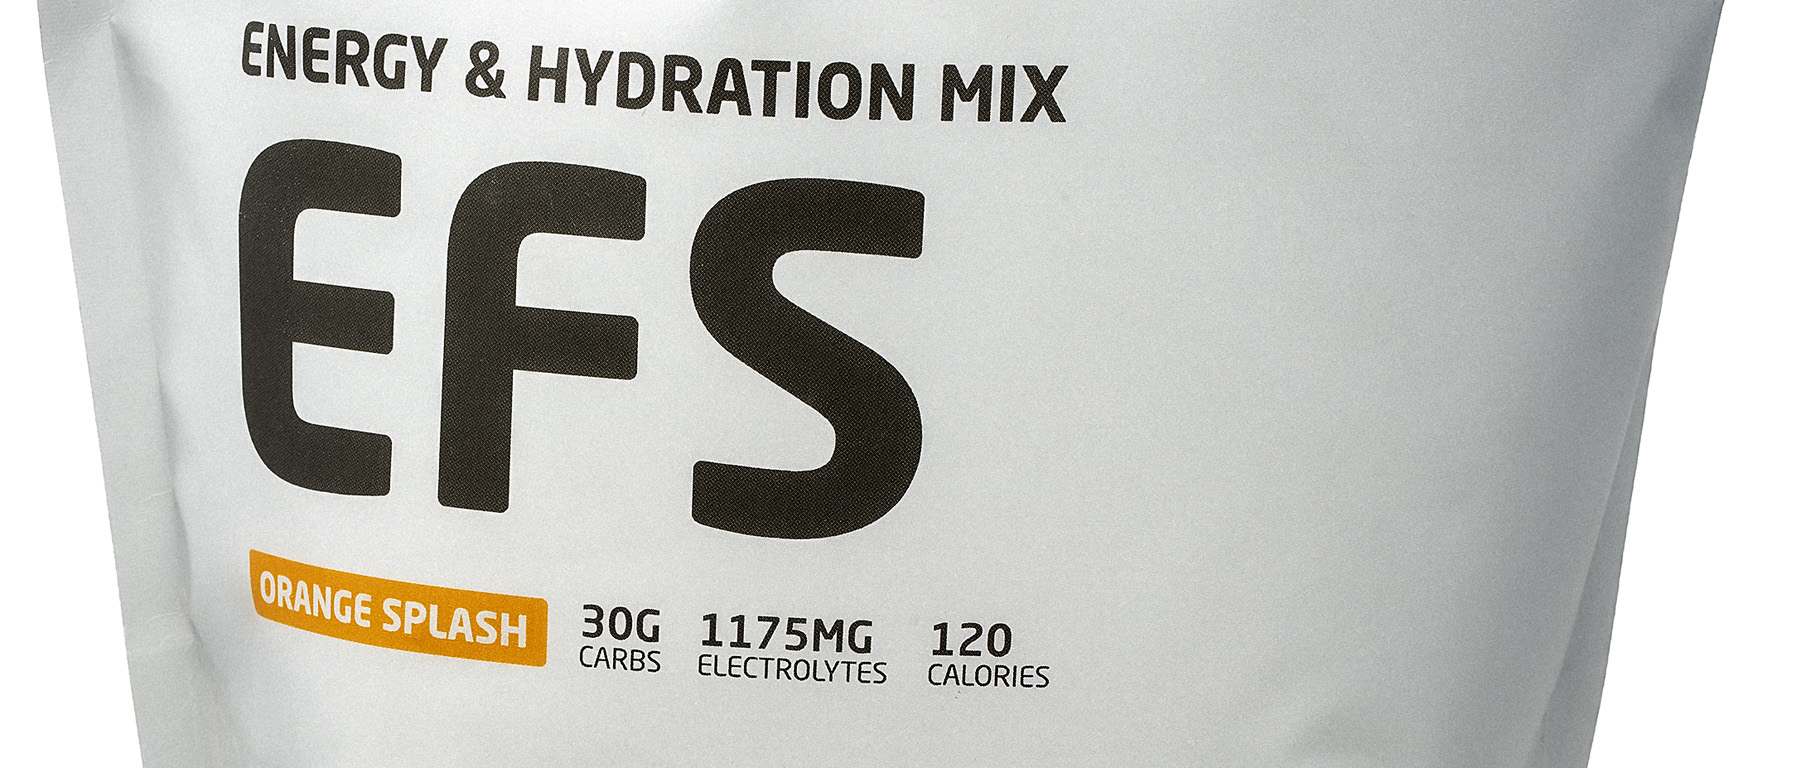 ENERGY & HYDRATION MIX
EFS
ORANGE SPLASH
30G 1175MG 120
CARBS ELECTROLYTES CALORIES